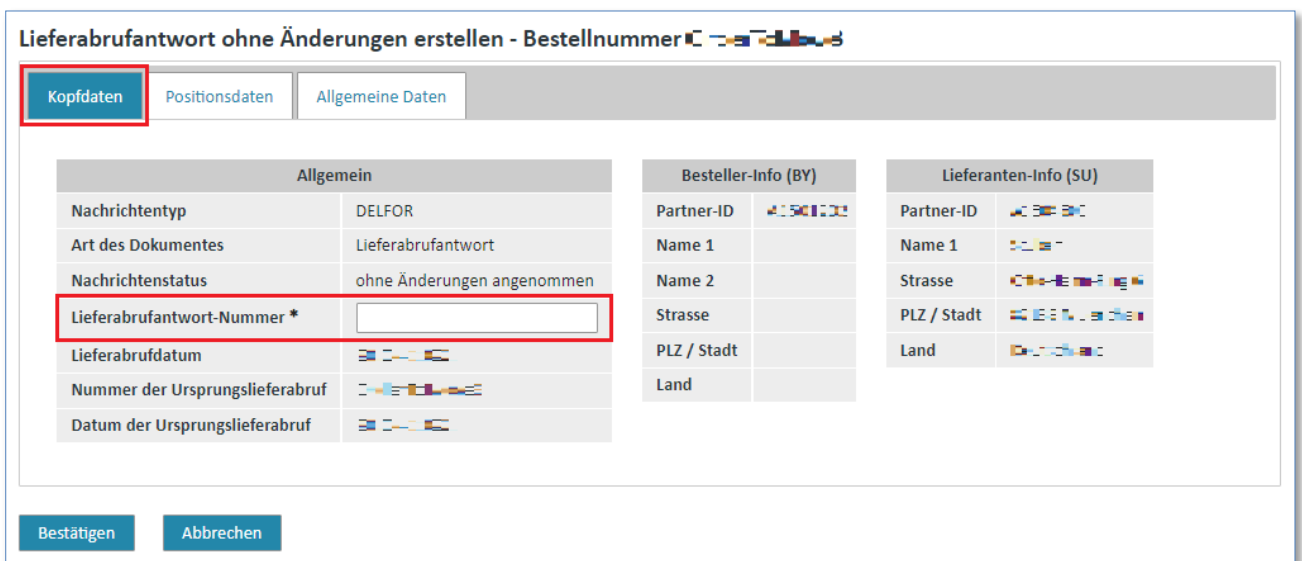 Lieferabrufantwort ohne Änderungen erstellen - Bestellnummer
Kopfdaten
Positionsdaten
Allgemeine Daten
Allgemein
Nachrichtentyp DELFOR
Art des Dokumentes Lieferabrufantwort
Nachrichtenstatus ohne Änderungen angenommen
Lieferabrufantwort-Nummer *
Lieferabrufdatum
Nummer der Ursprungslieferabruf
Datum der Ursprungslieferabruf
Besteller-Info (BY)
Partner-ID
Name 1
Name 2
Strasse
PLZ / Stadt
Land
Lieferanten-Info (SU)
Partner-ID
Name 1
Strasse
PLZ / Stadt
Land
Bestätigen
Abbrechen